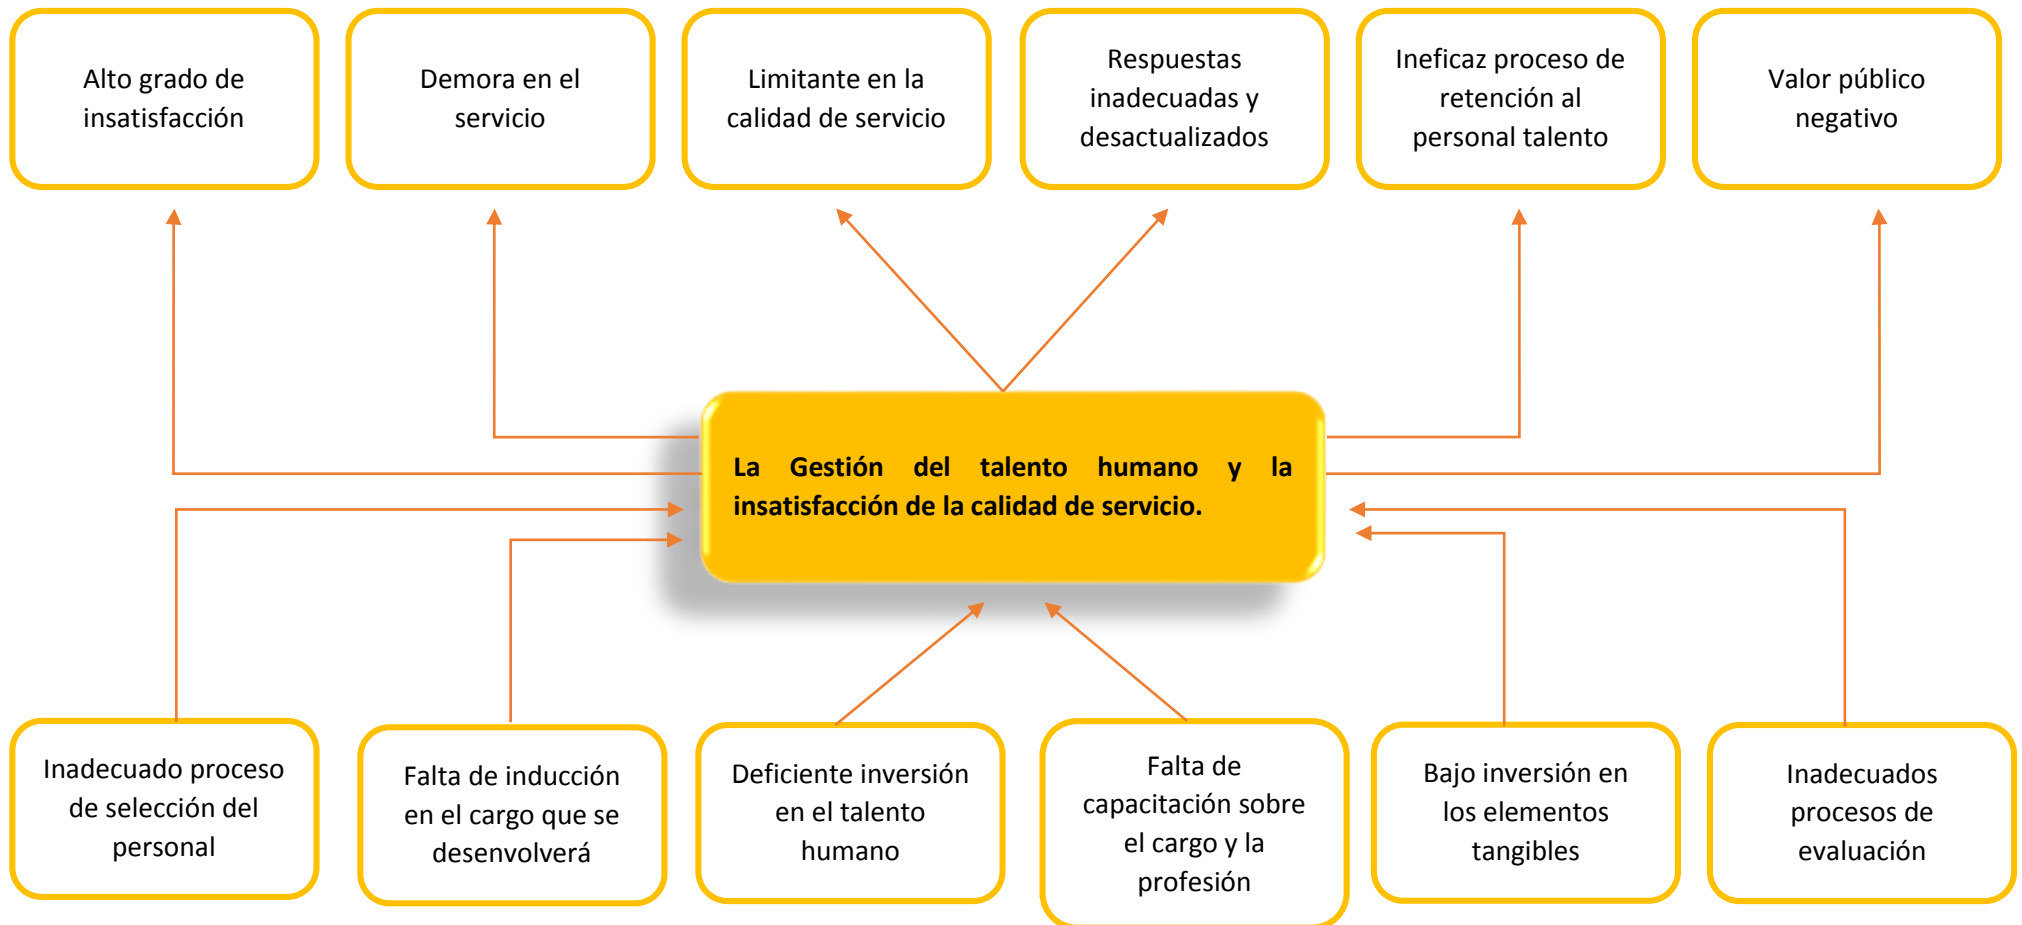 Alto grado de
insatisfacción
Demora en el
servicio
Limitante en la
calidad de servicio
Respuestas
inadecuadas y
desactualizados
Ineficaz proceso de
retención al
personal talento
Valor público
negativo
La Gestión del talento humano y la
insatisfacción de la calidad de servicio.
Inadecuado proceso
de selección del
personal
Falta de inducción
en el cargo que se
desenvolverá
Deficiente inversión
en el talento
humano
Falta de
capacitación sobre
el cargo y la
profesión
Bajo inversión en
los elementos
tangibles
Inadecuados
procesos de
evaluación